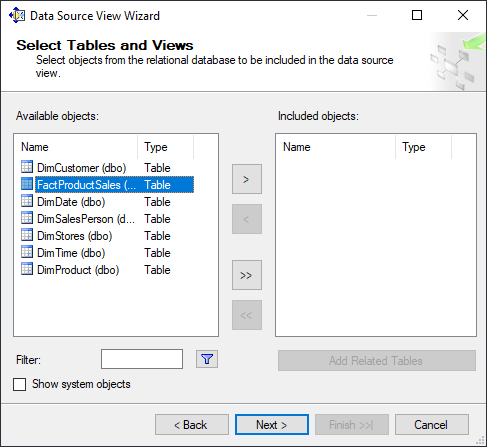 Data Source View Wizard
Select Tables and Views
Select objects from the relational database to be included in the data source
view.
Available objects:
Included objects:
Name Type
Name Type
DimCustomer (dbo) Table
FactProductSales (... Table
DimDate (dbo) Table
DimSalesPerson (d... Table
DimStores (dbo) Table
DimTime (dbo) Table
DimProduct (dbo) Table
>
<
>>
<<
Filter:
Add Related Tables
Show system objects
< Back
Next >
Finish >>|
Cancel